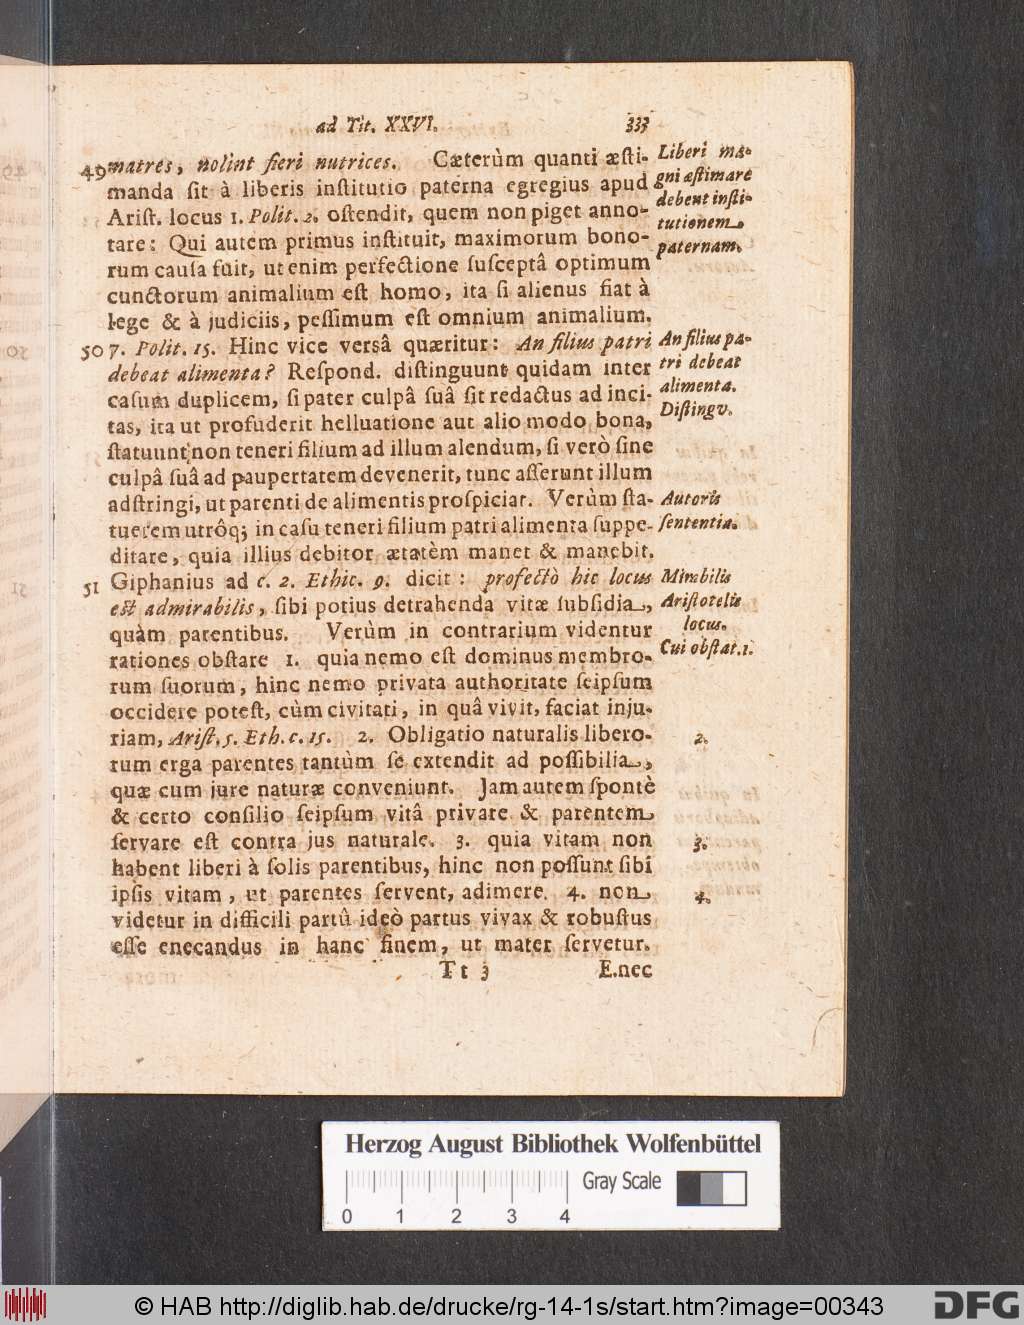 ad Tit. XXVI. 333
49 matres, nolint fieri nutrices. Cæterùm quanti æsti-
manda sit à liberis institutio paterna egregius apud
Arist. locus 1. Polit. 2. ostendit, quem non piget anno-
tare: Qui autem primus instituit, maximorum bono-
rum causa fuit, ut enim perfectione susceptâ optimum
cunctorum animalium est homo, ita si alienus fiat à
lege & à judiciis, pessimum est omnium animalium.
50 7. Polit. 15. Hinc vice versâ quæritur: An filius patri
debeat alimenta? Respond. distinguunt quidam inter
casum duplicem, si pater culpâ suâ sit redactus ad inci-
tas, ita ut profuderit helluatione aut alio modo bona,
statuunt non teneri filium ad illum alendum, si verò sine
culpâ suâ ad paupertatem devenerit, tunc asserunt illum
adstringi, ut parenti de alimentis prospiciat. Verùm sta-
tuerem utrôq; in casu teneri filium patri alimenta suppe-
ditare, quia illius debitor ætatèm manet & manebit.
51 Giphanius ad c. 2. Ethic. 9. dicit: profectò hic locus
est admirabilis, sibi potius detrahenda vitæ subsidia,
quàm parentibus. Verùm in contrarium videntur
rationes obstare 1. quia nemo est dominus membro-
rum suorum, hinc nemo privata authoritate seipsum
occidere potest, cùm civitati, in quâ vivit, faciat inju-
riam, Arist. 5. Eth. c. 15. 2. Obligatio naturalis libero-
rum erga parentes tantùm se extendit ad possibilia,
quæ cum jure naturæ conveniunt. Jam autem spontè
& certo consilio seipsum vitâ privare & parentem
servare est contra jus naturale. 3. quia vitam non
habent liberi à solis parentibus, hinc non possunt sibi
ipsis vitam, ut parentes servent, adimere. 4. non
videtur in difficili partû ideò partus vivax & robustus
esse enecandus in hanc finem, ut mater servetur.
Tt 3 E.nec
Liberi ma-
gni æstimare
debent insti-
tutionem
paternam.
An filius pa-
tri debeat
alimenta.
Distingv.
Autoris
sententia.
Mirabilis
Aristotelis
locus.
Cui obstat. 1.
2.
3.
4.
Herzog August Bibliothek Wolfenbüttel
0 1 2 3 4 Gray Scale
© HAB http://diglib.hab.de/drucke/rg-14-1s/start.htm?image=00343 DFG